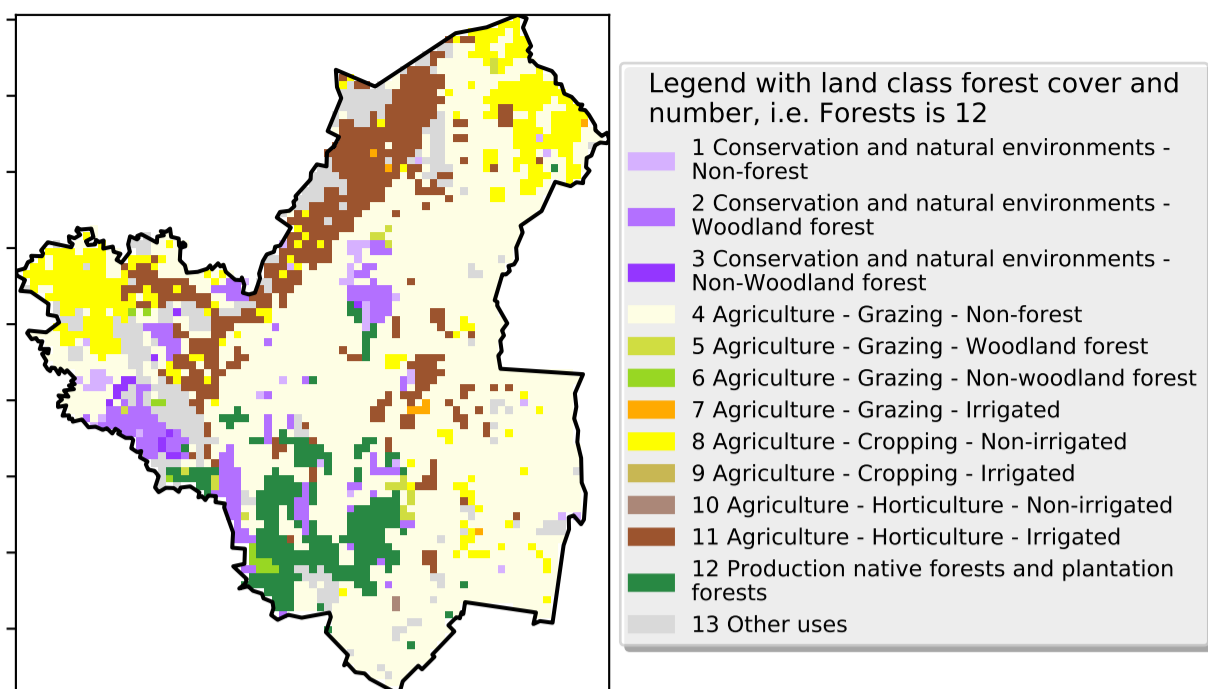 Legend with land class forest cover and
number, i.e. Forests is 12
1 Conservation and natural environments -
Non-forest
2 Conservation and natural environments -
Woodland forest
3 Conservation and natural environments -
Non-Woodland forest
4 Agriculture - Grazing - Non-forest
5 Agriculture - Grazing - Woodland forest
6 Agriculture - Grazing - Non-woodland forest
7 Agriculture - Grazing - Irrigated
8 Agriculture - Cropping - Non-irrigated
9 Agriculture - Cropping - Irrigated
10 Agriculture - Horticulture - Non-irrigated
11 Agriculture - Horticulture - Irrigated
12 Production native forests and plantation
forests
13 Other uses